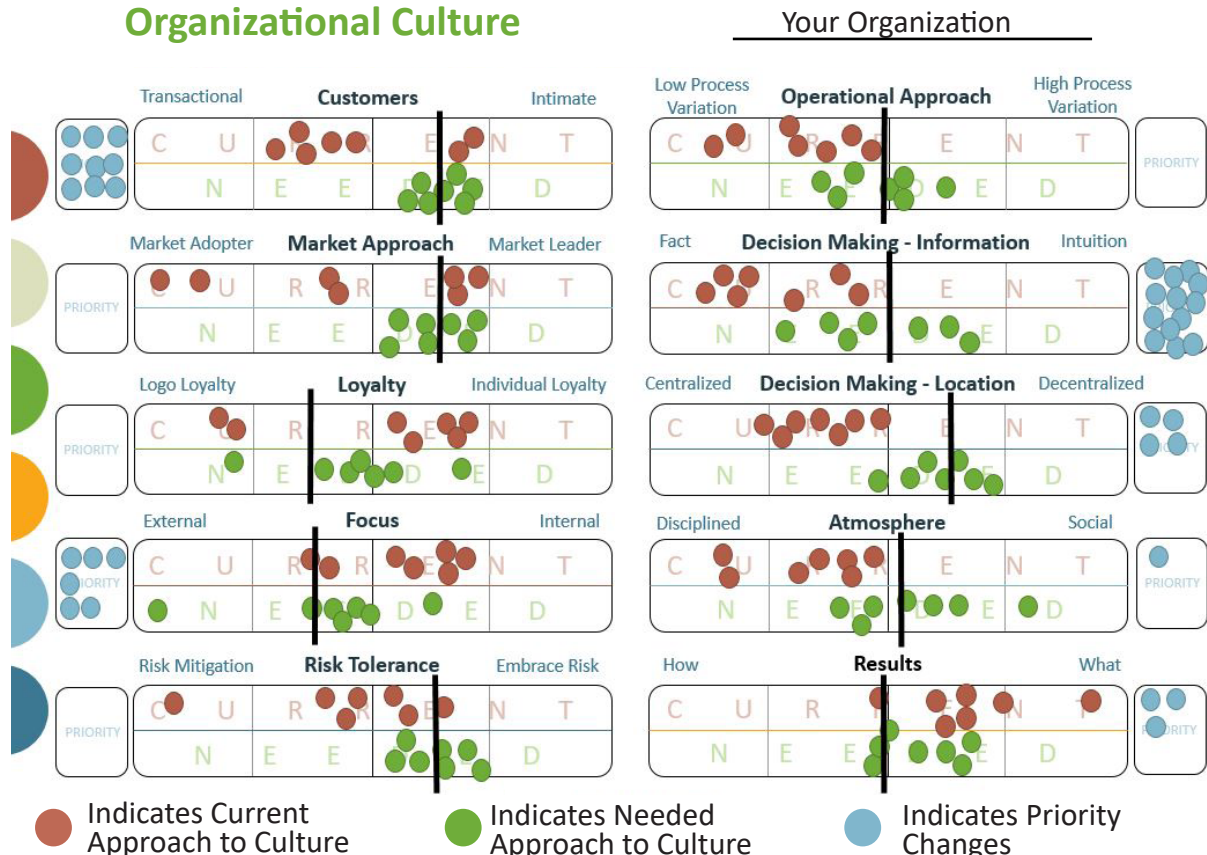 Organizational Culture
Your Organization
Transactional Customers Intimate
C U R R E N T
N E E D E D
Low Process
Variation
Operational Approach
High Process
Variation
C U R R E N T
N E E D E D
PRIORITY
Market Adopter Market Approach Market Leader
PRIORITY
C U R R E N T
N E E D E D
Fact Decision Making - Information Intuition
C U R R E N T
N E E D E D
Logo Loyalty Loyalty Individual Loyalty
PRIORITY
C U R R E N T
N E E D E D
Centralized Decision Making - Location Decentralized
C U R R E N T
N E E D E D
PRIORITY
External Focus Internal
PRIORITY
C U R R E N T
N E E D E D
Disciplined Atmosphere Social
C U R R E N T
N E E D E D
PRIORITY
Risk Mitigation Risk Tolerance Embrace Risk
PRIORITY
C U R R E N T
N E E D E D
How Results What
C U R R E N T
N E E D E D
PRIORITY
Indicates Current
Approach to Culture
Indicates Needed
Approach to Culture
Indicates Priority
Changes